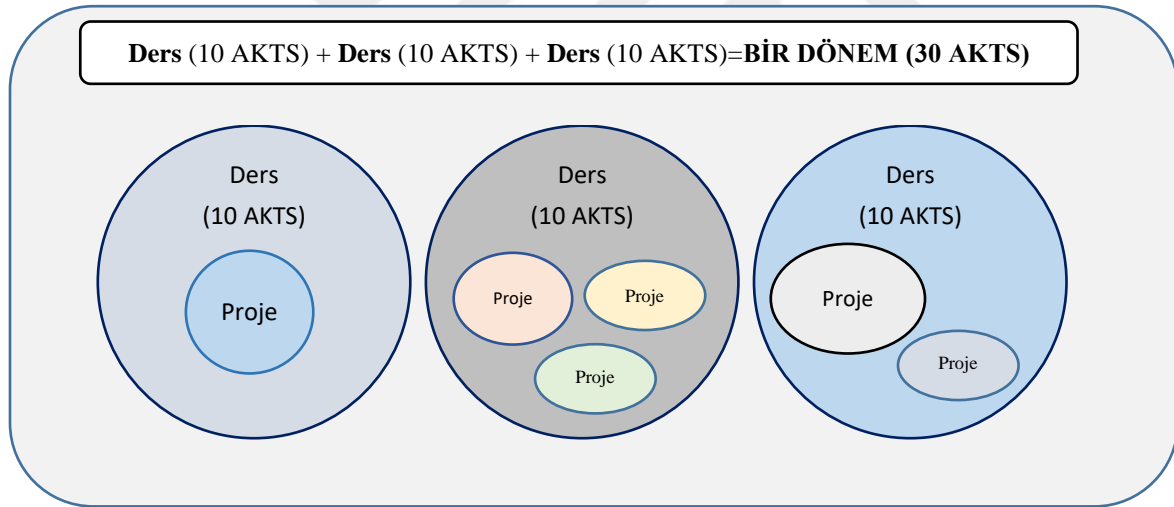 Ders (10 AKTS) + Ders (10 AKTS) + Ders (10 AKTS)=BİR DÖNEM (30 AKTS)
Ders
(10 AKTS)
Proje
Ders
(10 AKTS)
Proje
Proje
Proje
Ders
(10 AKTS)
Proje
Proje